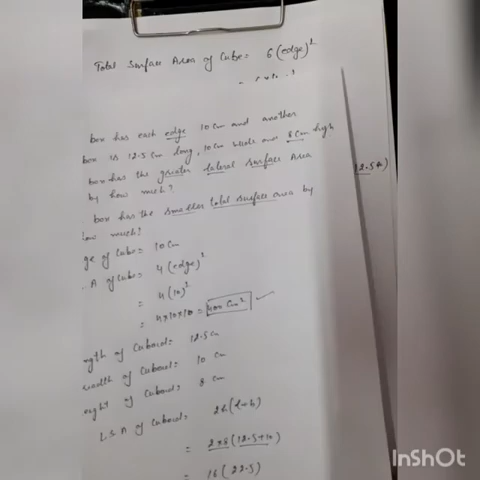 Total Surface Area of Cube = 6 (edge)²
=
box has each edge 10 cm and another
box is 12.5 cm long, 10 cm wide and 8 cm high
box has the greater lateral surface Area
by how much?
box has the smaller total surface area by
how much?
ge of Cube = 10 cm
A of Cube = 4 (edge)²
= 4 (10)²
= 4×10×10 = 400 cm²
ngth of Cuboid = 12.5 cm
readth of Cuboid = 10 cm
eight of Cuboid = 8 cm
L.S.A of Cuboid = 2h(l+b)
= 2×8 (12.5+10)
= 16 (22.5)
(2.5+)
InShOt